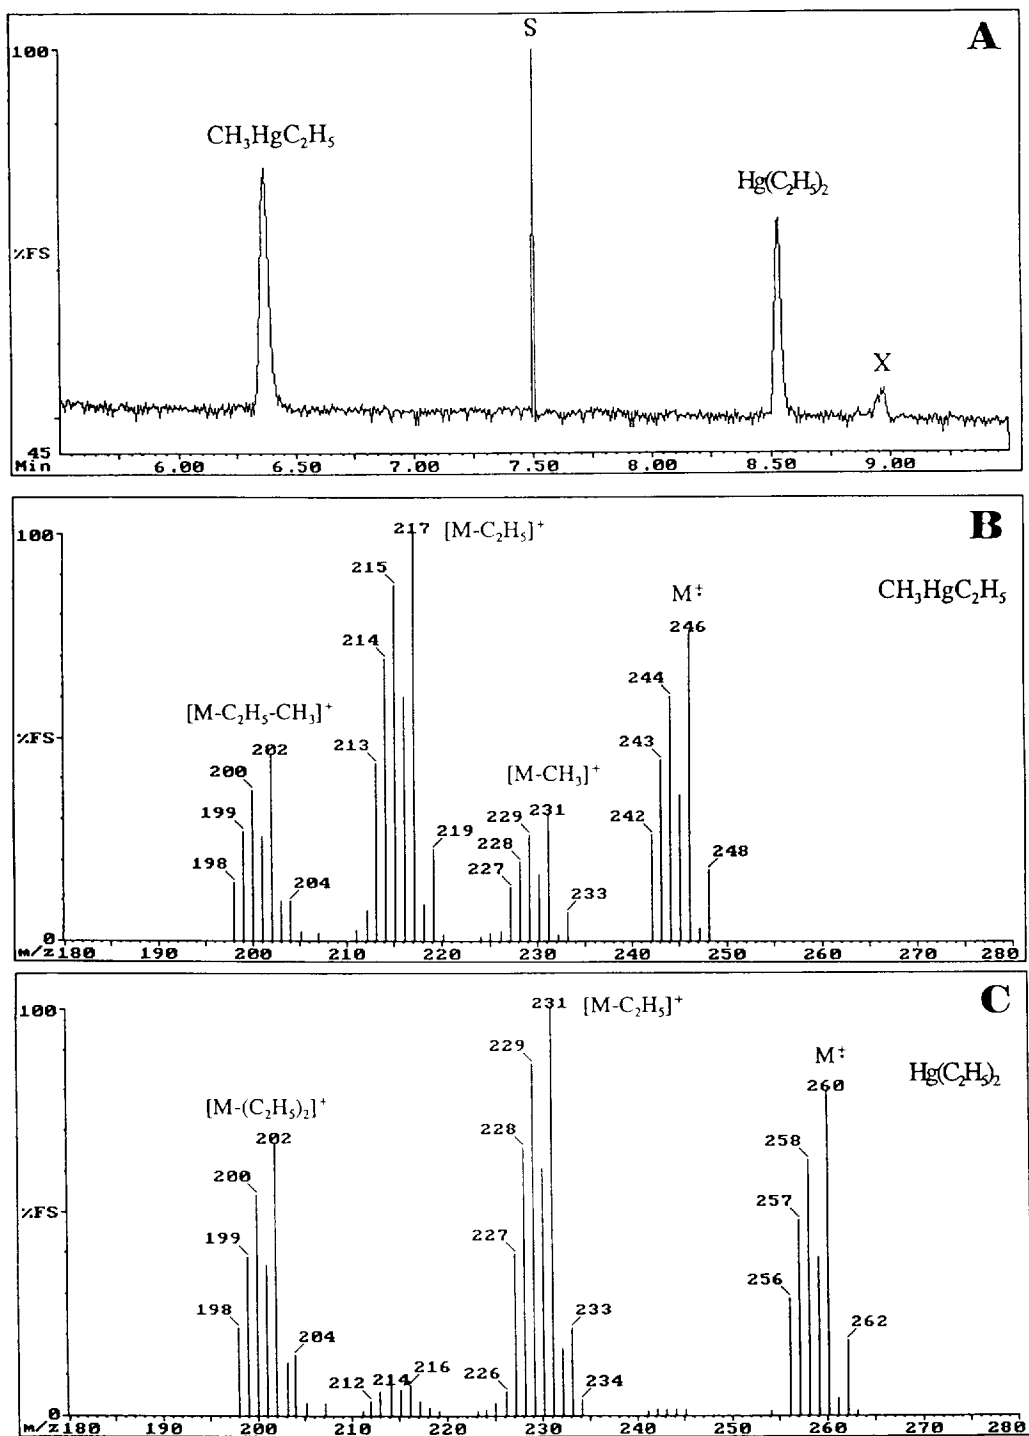 A
S
100
CH₃HgC₂H₅
Hg(C₂H₅)₂
%FS
X
45
Min 6.00 6.50 7.00 7.50 8.00 8.50 9.00
B
100
217 [M-C₂H₅]⁺
215
CH₃HgC₂H₅
M⁺•
246
214
244
[M-C₂H₅-CH₃]⁺
%FS
202
213
243
200
[M-CH₃]⁺
199
229
231
242
219
228
198
227
248
204
233
0
m/z 180 190 200 210 220 230 240 250 260 270 280
C
100
231 [M-C₂H₅]⁺
229
M⁺•
260
Hg(C₂H₅)₂
[M-(C₂H₅)₂]⁺
202
228
258
200
257
%FS
199
227
256
198
233
262
204
216
226
212
214
234
0
m/z 180 190 200 210 220 230 240 250 260 270 280